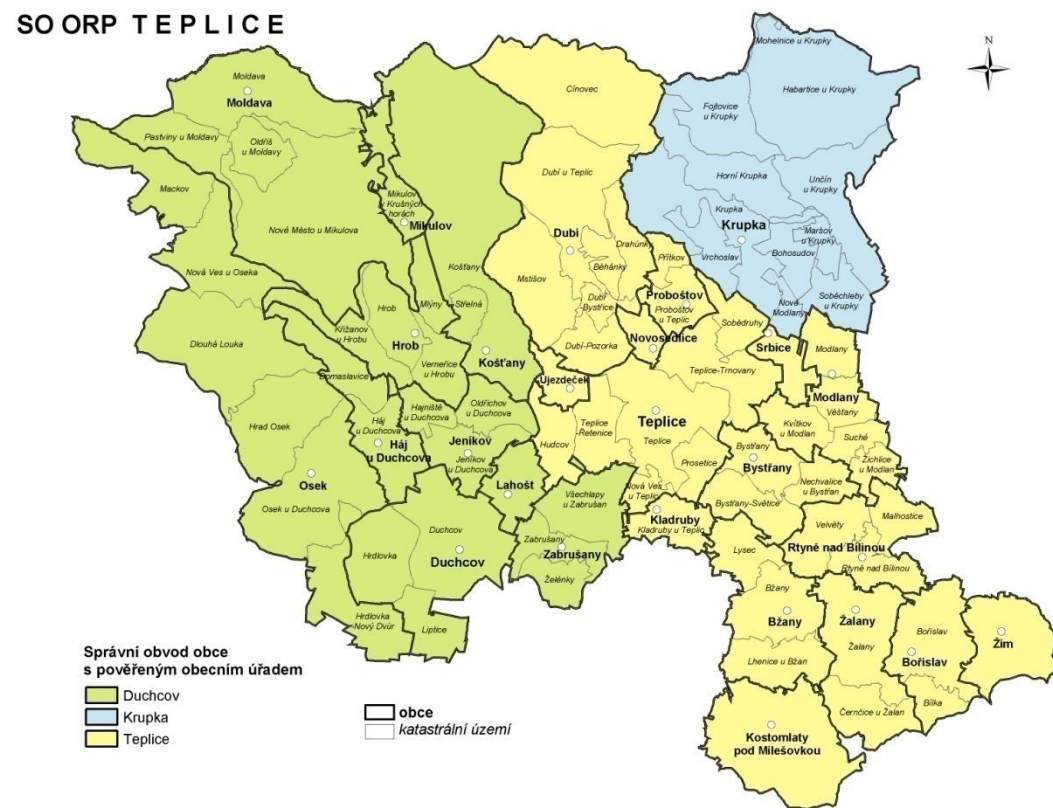 SO ORP TEPLICE
N
Mohelnice u Krupky
Habartice u Krupky
Fojtovice
u Krupky
Cínovec
Moldava
Moldava
Pastviny u Moldavy
Oldříš
u Moldavy
Mackov
Nové Město u Mikulova
Mikulov
v Krušných
horách
Mikulov
Dubí u Teplic
Horní Krupka
Unčín
u Krupky
Krupka
Krupka
Maršov
u Krupky
Bohosudov
Vrchoslav
Soběchleby
u Krupky
Nové
Modlany
Dubí
Drahůnky
Běhánky
Mstišov
Dubí-
Bystřice
Dubí-Pozorka
Přítkov
Proboštov
Proboštov
u Teplic
Novosedlice
Sobědruhy
Srbice
Teplice-Trnovany
Modlany
Modlany
Košťany
Nová Ves u Oseka
Hrob
Mlýny
Střelná
Křižanov
u Hrobu
Hrob
Verneřice
u Hrobu
Košťany
Dlouhá Louka
Domaslavice
Oldřichov
u Duchcova
Hajniště
u Duchcova
Háj
u Duchcova
Háj
u Duchcova
Jeníkov
Jeníkov
u Duchcova
Hrad Osek
Osek
Osek u Duchcova
Lahošť
Újezdeček
Hudcov
Teplice-
Řetenice
Teplice
Teplice
Prosetice
Nová Ves
u Teplic
Kladruby
Kladruby u Teplic
Kvítkov
u Modlan
Věšťany
Suché
Žichlice
u Modlan
Bystřany
Bystřany
Nechvalice
u Bystřan
Bystřany-Světice
Malhostice
Velvěty
Rtyně nad Bílinou
Rtyně nad Bílinou
Všechlapy
u Zabrušan
Zabrušany
Zabrušany
Želénky
Duchcov
Duchcov
Hrdlovka
Hrdlovka
Nový Dvůr
Liptice
Lysec
Bžany
Bžany
Lhenice u Bžan
Žalany
Žalany
Černčice u Žalan
Bořislav
Bořislav
Bílka
Žim
Kostomlaty
pod Milešovkou
Správní obvod obce
s pověřeným obecním úřadem
Duchcov
Krupka
Teplice
obce
katastrální území